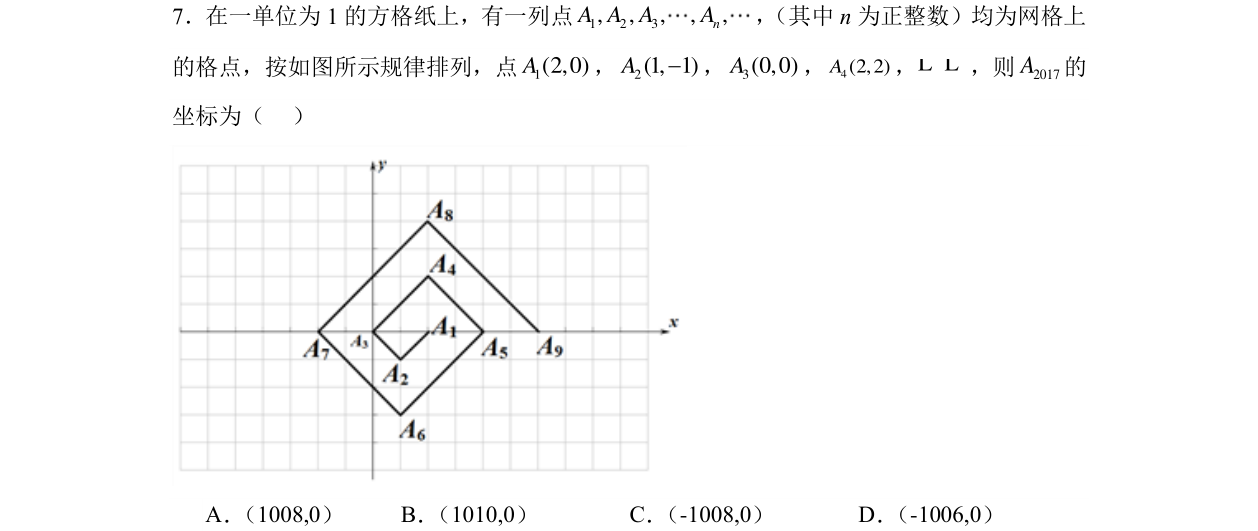 7．在一单位为 1 的方格纸上，有一列点 A₁, A₂, A₃, ⋯, Aₙ, ⋯，（其中 n 为正整数）均为网格上
的格点，按如图所示规律排列，点 A₁(2,0)， A₂(1,−1)， A₃(0,0)， A₄(2,2)，L L ，则 A₂₀₁₇ 的
坐标为（ ）
y
A₈
A₄
x
A₁
A₃
A₇
A₅
A₉
A₂
A₆
A．（1008,0） B．（1010,0） C．（-1008,0） D．（-1006,0）